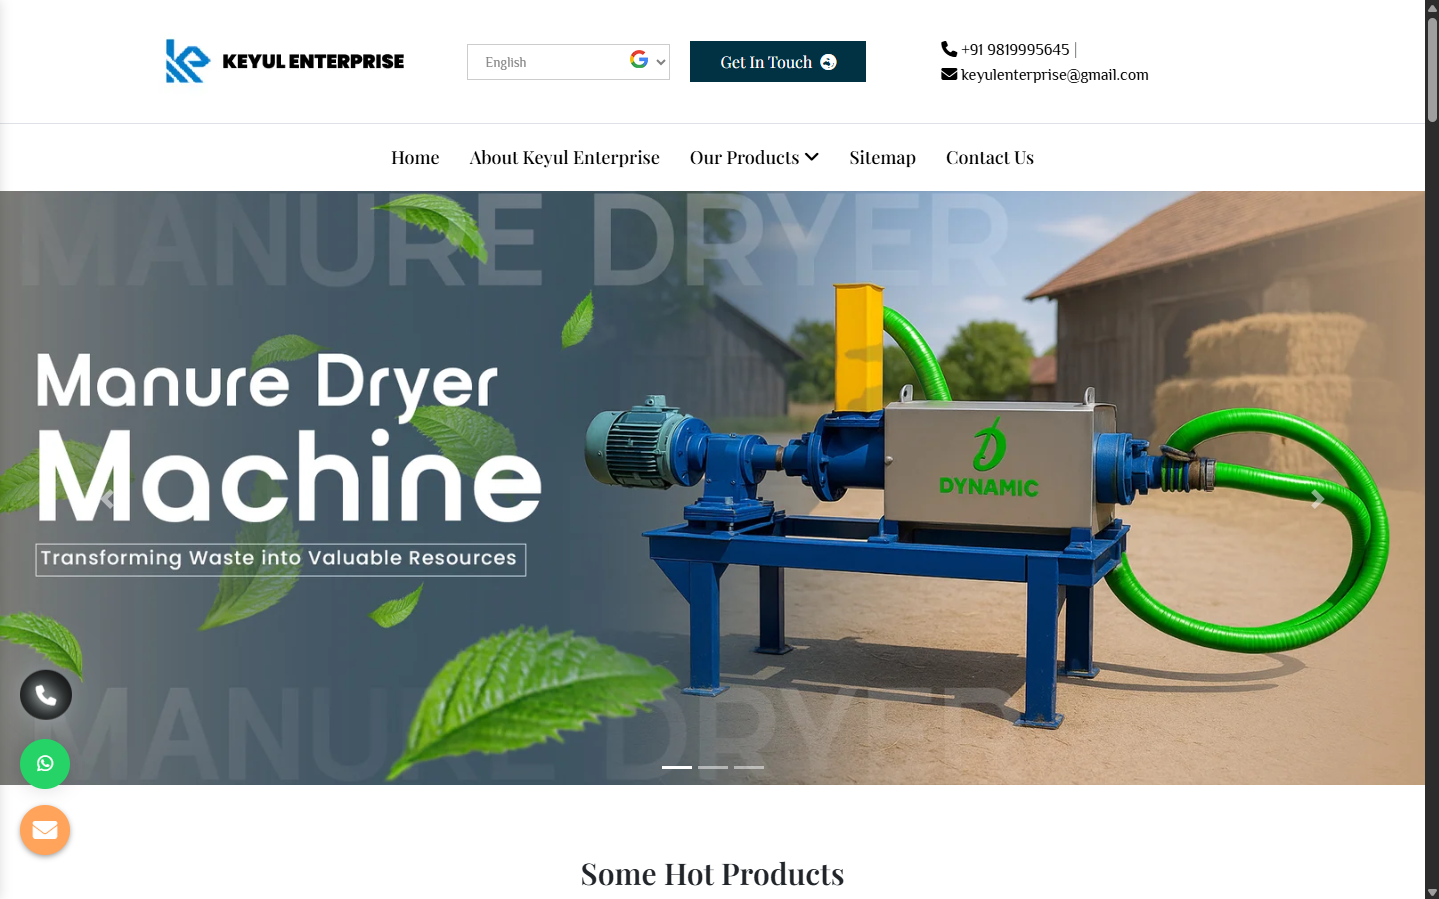 KEYUL ENTERPRISE
English
Get In Touch
+91 9819995645 |
keyulenterprise@gmail.com
Home
About Keyul Enterprise
Our Products
Sitemap
Contact Us
MANURE DRYER
Manure Dryer
Machine
Transforming Waste into Valuable Resources
DYNAMIC
MANURE DRYER
Some Hot Products